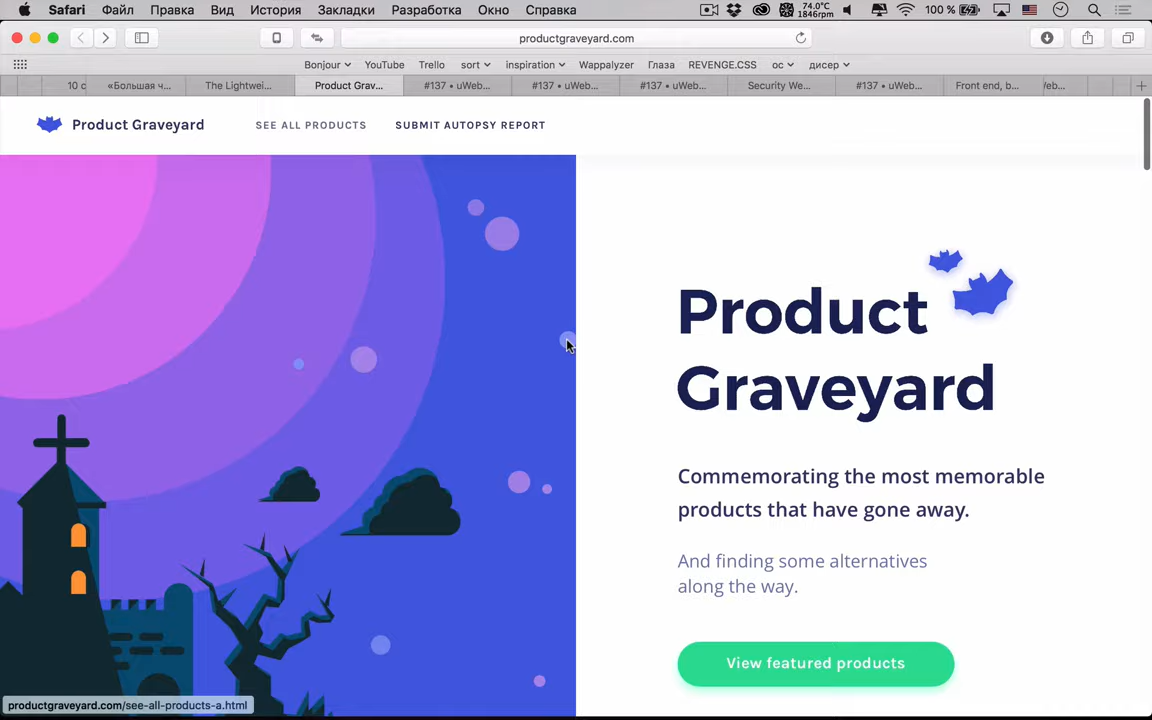 Safari Файл Правка Вид История Закладки Разработка Окно Справка 74.0°C 1846rpm 100 %
productgraveyard.com
Bonjour YouTube Trello sort inspiration Wappalyzer Глаза REVENGE.CSS ос дисер
10 с «Большая ч... The Lightwei... Product Grav... #137 • uWeb... #137 • uWeb... #137 • uWeb... Security We... #137 • uWeb... Front end, b... /eb...
Product Graveyard SEE ALL PRODUCTS SUBMIT AUTOPSY REPORT
Product
Graveyard
Commemorating the most memorable
products that have gone away.
And finding some alternatives
along the way.
View featured products
productgraveyard.com/see-all-products-a.html